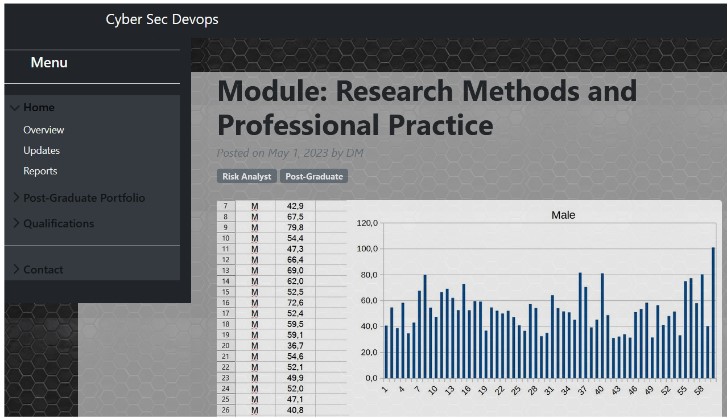 Cyber Sec Devops
Menu
Home
Overview
Updates
Reports
Post-Graduate Portfolio
Qualifications
Contact
Module: Research Methods and
Professional Practice
Posted on May 1, 2023 by DM
Risk Analyst Post-Graduate
7 M 42,9
8 M 67,5
9 M 79,8
10 M 54,4
11 M 47,3
12 M 66,4
13 M 69,0
14 M 62,0
15 M 52,5
16 M 72,6
17 M 52,4
18 M 59,5
19 M 59,1
20 M 36,7
21 M 54,6
22 M 52,1
23 M 49,9
24 M 52,0
25 M 47,1
26 M 40,8
Male
120,0
100,0
80,0
60,0
40,0
20,0
0,0
1 4 7 10 13 16 19 22 25 28 31 34 37 40 43 46 49 52 55 58